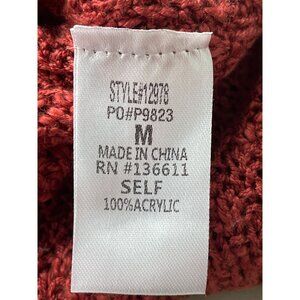 STYLE#12978
PO#P9823
M
MADE IN CHINA
RN #136611
SELF
100%ACRYLIC